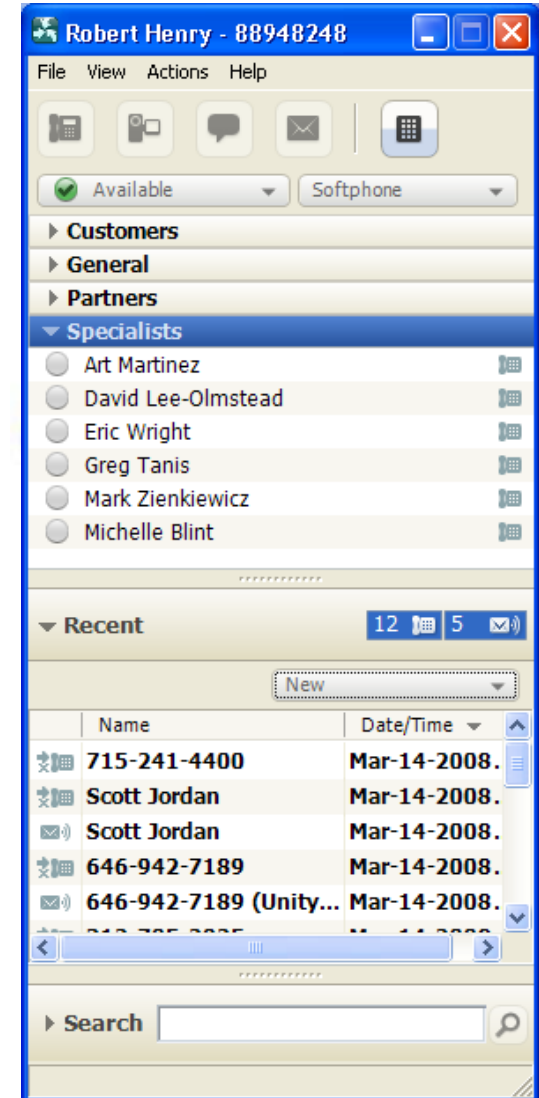 Robert Henry - 88948248
File View Actions Help
Available Softphone
Customers
General
Partners
Specialists
Art Martinez
David Lee-Olmstead
Eric Wright
Greg Tanis
Mark Zienkiewicz
Michelle Blint
Recent 12 5
New
Name Date/Time
715-241-4400 Mar-14-2008.
Scott Jordan Mar-14-2008.
Scott Jordan Mar-14-2008.
646-942-7189 Mar-14-2008.
646-942-7189 (Unity... Mar-14-2008.
Search